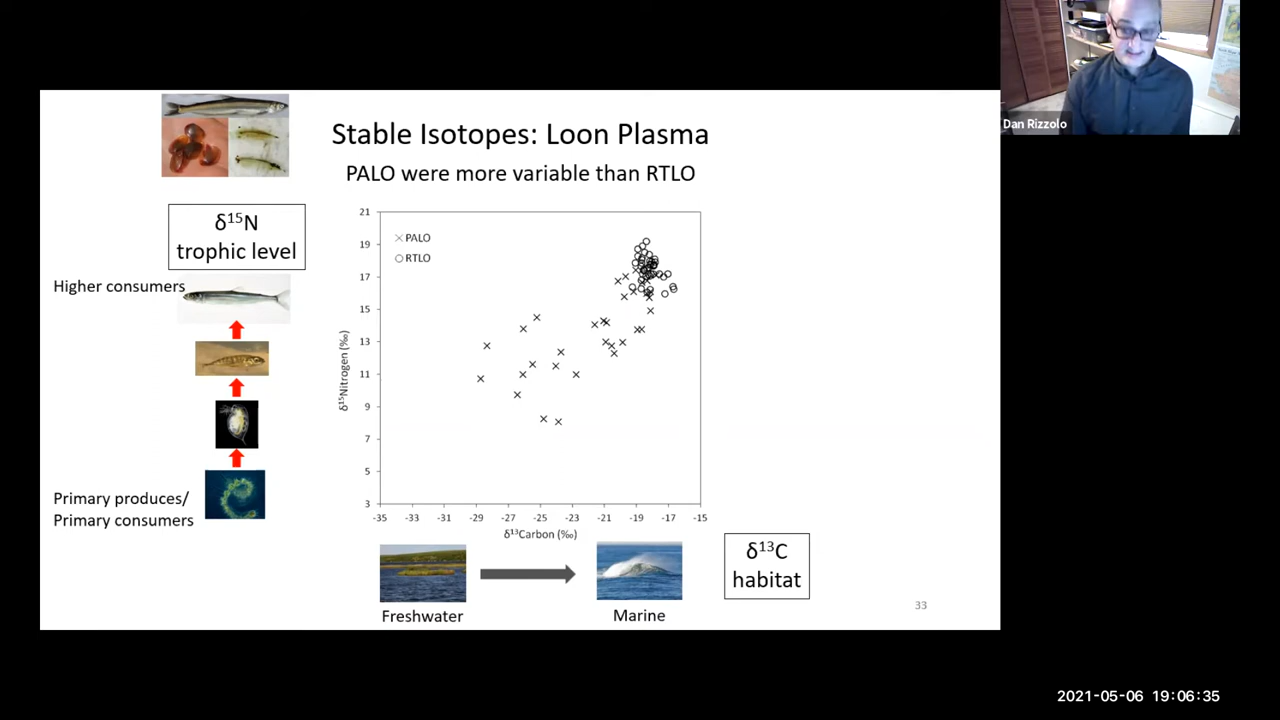 Dan Rizzolo
Stable Isotopes: Loon Plasma
PALO were more variable than RTLO
δ¹⁵N
trophic level
Higher consumers
Primary produces/
Primary consumers
21
19
17
15
13
11
9
7
5
3
δ¹⁵Nitrogen (‰)
PALO
RTLO
-35 -33 -31 -29 -27 -25 -23 -21 -19 -17 -15
δ¹³Carbon (‰)
δ¹³C
habitat
Freshwater
Marine
33
2021-05-06 19:06:35